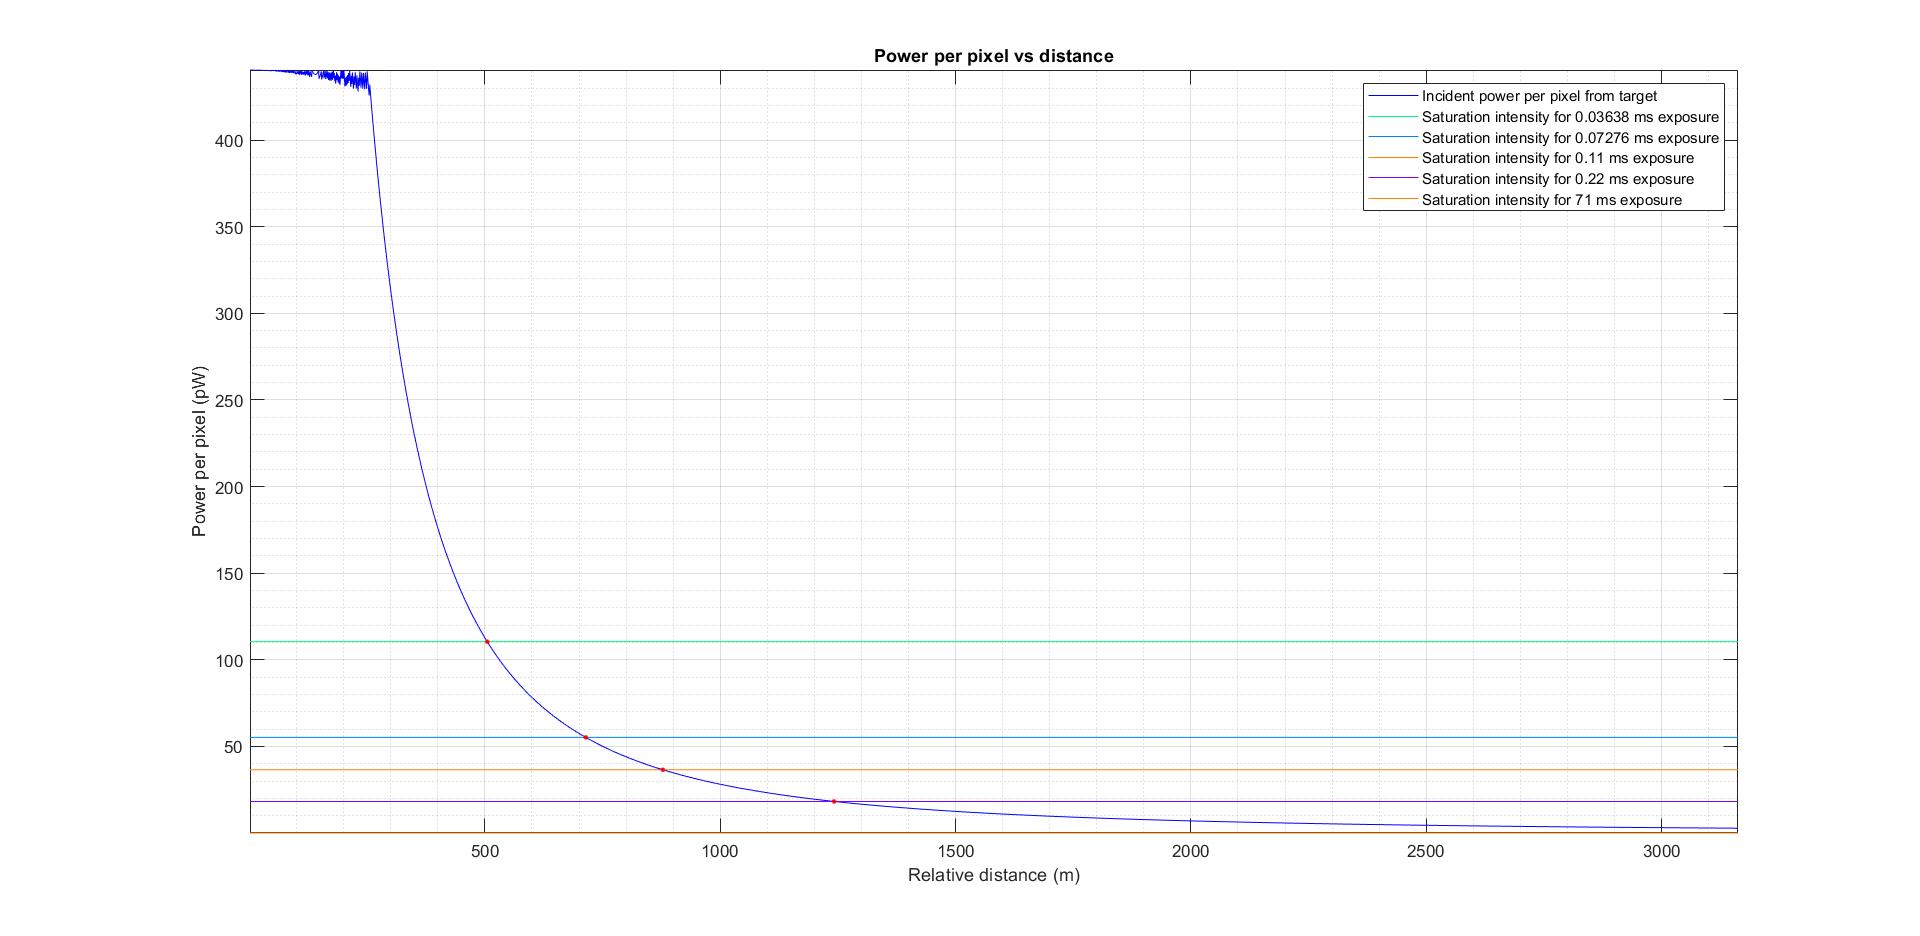 Power per pixel vs distance
Incident power per pixel from target
Saturation intensity for 0.03638 ms exposure
Saturation intensity for 0.07276 ms exposure
Saturation intensity for 0.11 ms exposure
Saturation intensity for 0.22 ms exposure
Saturation intensity for 71 ms exposure
Power per pixel (pW)
400
350
300
250
200
150
100
50
500 1000 1500 2000 2500 3000
Relative distance (m)